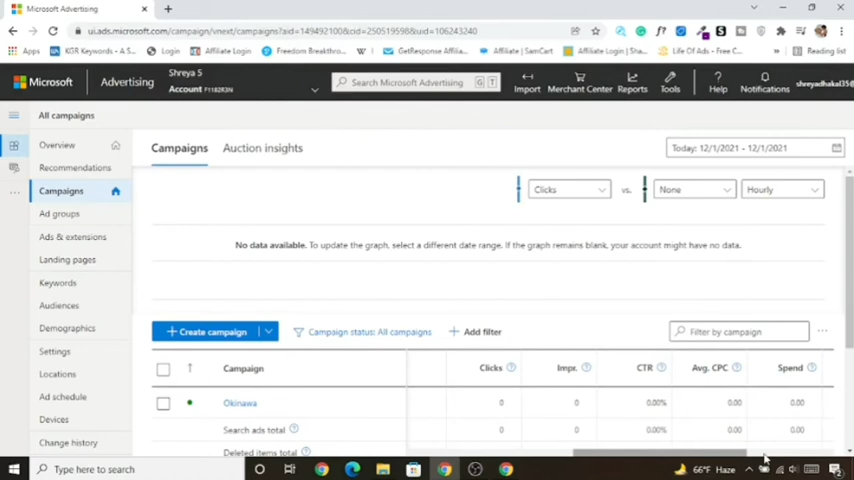 Microsoft Advertising
ui.ads.microsoft.com/campaign/vnext/campaigns?aid=149492100&cid=250519598&uid=106243240
Apps KGR Keywords - A S... Login Affiliate Login Freedom Breakthro... GetResponse Affilia... Affiliate | SamCart Affiliate Login | Sha... Life Of Ads - Free C... Reading list
Microsoft Advertising Shreya S
Account F1182R3N
Search Microsoft Advertising G T
Import Merchant Center Reports Tools Help Notifications shreyadhakal35@
All campaigns
Overview
Recommendations
Campaigns
Ad groups
Ads & extensions
Landing pages
Keywords
Audiences
Demographics
Settings
Locations
Ad schedule
Devices
Change history
Campaigns Auction insights Today: 12/1/2021 - 12/1/2021
Clicks vs. None Hourly
No data available. To update the graph, select a different date range. If the graph remains blank, your account might have no data.
+ Create campaign Campaign status: All campaigns + Add filter Filter by campaign ...
Campaign Clicks Impr. CTR Avg. CPC Spend
Okinawa 0 0 0.00% 0.00 0.00
Search ads total 0 0 0.00% 0.00 0.00
Deleted items total
Type here to search 66°F Haze 2